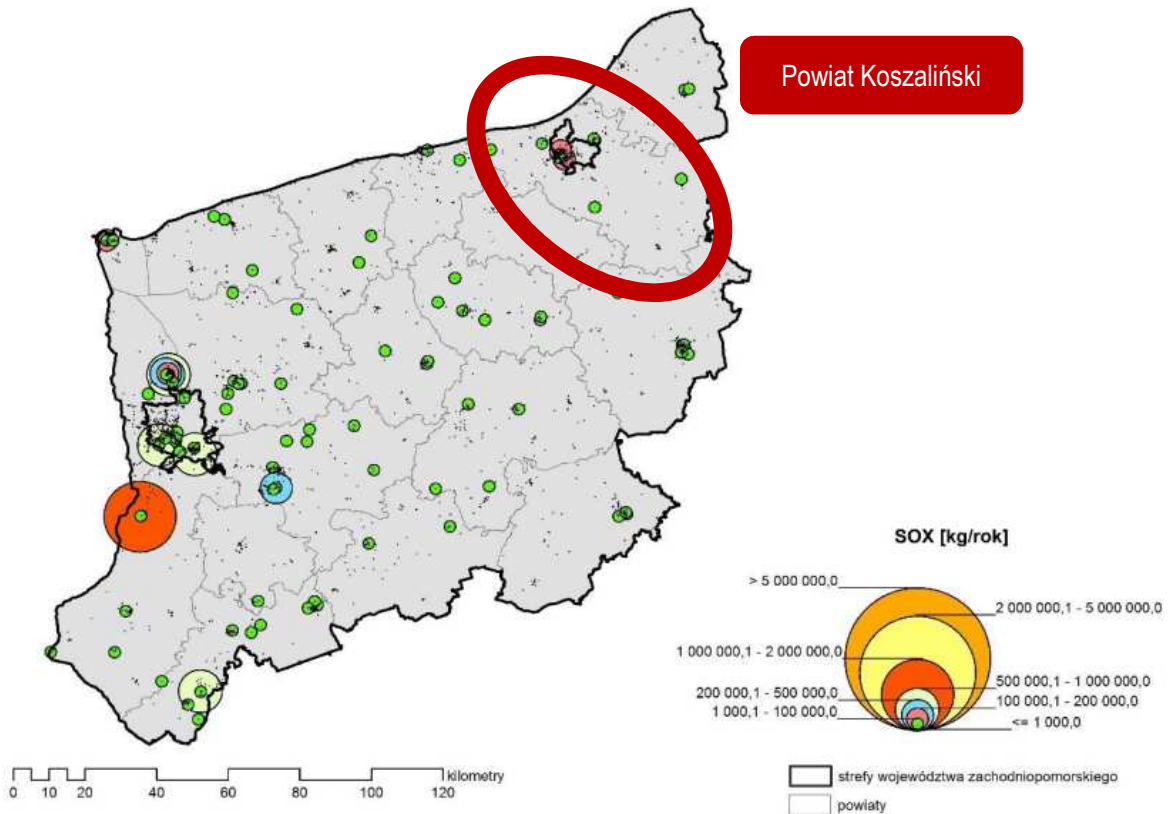 Powiat Koszaliński
SOX [kg/rok]
> 5 000 000,0
2 000 000,1 - 5 000 000,0
1 000 000,1 - 2 000 000,0
500 000,1 - 1 000 000,0
200 000,1 - 500 000,0
100 000,1 - 200 000,0
1 000,1 - 100 000,0
<= 1 000,0
kilometry
0 10 20 40 60 80 100 120
strefy województwa zachodniopomorskiego
powiaty